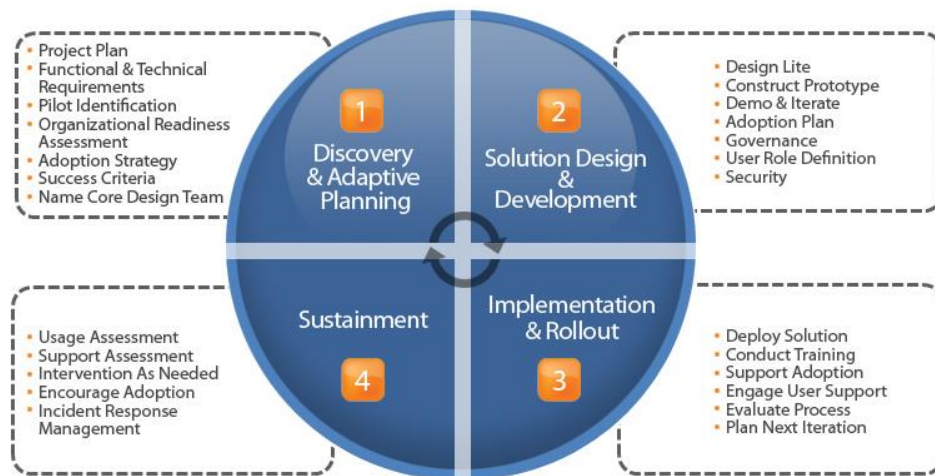 • Project Plan
• Functional & Technical
Requirements
• Pilot Identification
• Organizational Readiness
Assessment
• Adoption Strategy
• Success Criteria
• Name Core Design Team
1
Discovery
& Adaptive
Planning
2
Solution Design
&
Development
• Design Lite
• Construct Prototype
• Demo & Iterate
• Adoption Plan
• Governance
• User Role Definition
• Security
• Usage Assessment
• Support Assessment
• Intervention As Needed
• Encourage Adoption
• Incident Response
Management
Sustainment
4
Implementation
& Rollout
3
• Deploy Solution
• Conduct Training
• Support Adoption
• Engage User Support
• Evaluate Process
• Plan Next Iteration